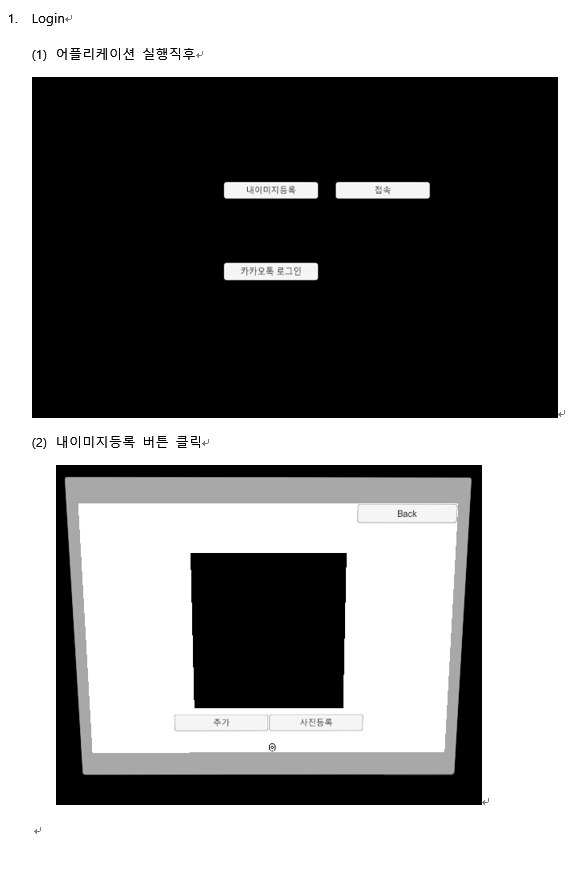 1. Login
(1) 어플리케이션 실행직후
내이미지등록 접속
카카오톡 로그인
(2) 내이미지등록 버튼 클릭
Back
추가 사진등록